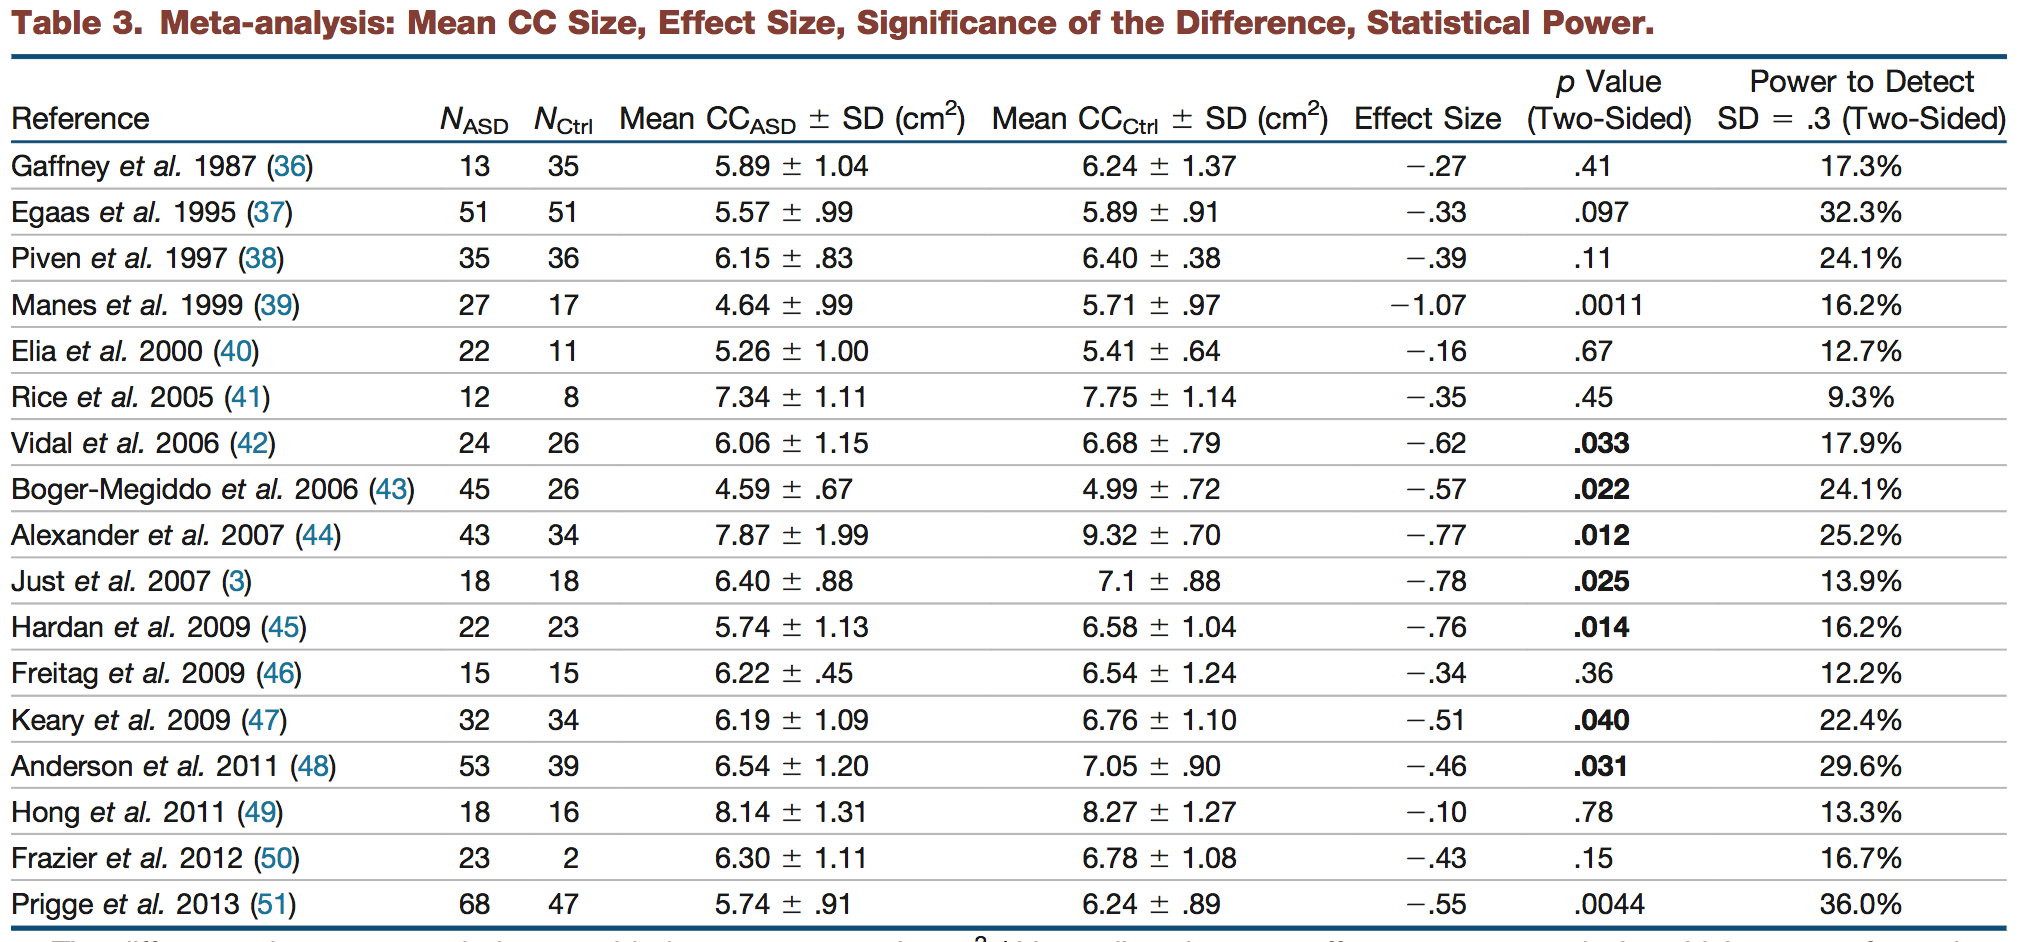 Table 3. Meta-analysis: Mean CC Size, Effect Size, Significance of the Difference, Statistical Power.
p Value Power to Detect
Reference NASD NCtrl Mean CCASD ± SD (cm2) Mean CCCtrl ± SD (cm2) Effect Size (Two-Sided) SD = .3 (Two-Sided)
Gaffney et al. 1987 (36) 13 35 5.89 ± 1.04 6.24 ± 1.37 −.27 .41 17.3%
Egaas et al. 1995 (37) 51 51 5.57 ± .99 5.89 ± .91 −.33 .097 32.3%
Piven et al. 1997 (38) 35 36 6.15 ± .83 6.40 ± .38 −.39 .11 24.1%
Manes et al. 1999 (39) 27 17 4.64 ± .99 5.71 ± .97 −1.07 .0011 16.2%
Elia et al. 2000 (40) 22 11 5.26 ± 1.00 5.41 ± .64 −.16 .67 12.7%
Rice et al. 2005 (41) 12 8 7.34 ± 1.11 7.75 ± 1.14 −.35 .45 9.3%
Vidal et al. 2006 (42) 24 26 6.06 ± 1.15 6.68 ± .79 −.62 .033 17.9%
Boger-Megiddo et al. 2006 (43) 45 26 4.59 ± .67 4.99 ± .72 −.57 .022 24.1%
Alexander et al. 2007 (44) 43 34 7.87 ± 1.99 9.32 ± .70 −.77 .012 25.2%
Just et al. 2007 (3) 18 18 6.40 ± .88 7.1 ± .88 −.78 .025 13.9%
Hardan et al. 2009 (45) 22 23 5.74 ± 1.13 6.58 ± 1.04 −.76 .014 16.2%
Freitag et al. 2009 (46) 15 15 6.22 ± .45 6.54 ± 1.24 −.34 .36 12.2%
Keary et al. 2009 (47) 32 34 6.19 ± 1.09 6.76 ± 1.10 −.51 .040 22.4%
Anderson et al. 2011 (48) 53 39 6.54 ± 1.20 7.05 ± .90 −.46 .031 29.6%
Hong et al. 2011 (49) 18 16 8.14 ± 1.31 8.27 ± 1.27 −.10 .78 13.3%
Frazier et al. 2012 (50) 23 2 6.30 ± 1.11 6.78 ± 1.08 −.43 .15 16.7%
Prigge et al. 2013 (51) 68 47 5.74 ± .91 6.24 ± .89 −.55 .0044 36.0%